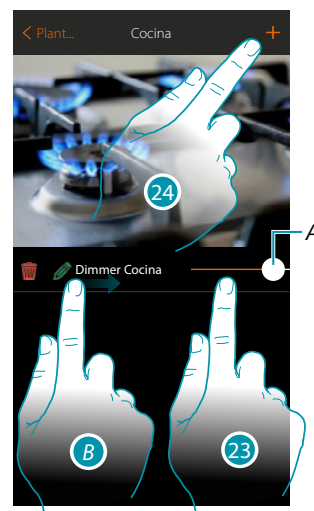 < Plant... Cocina +
24
A
Dimmer Cocina
B 23